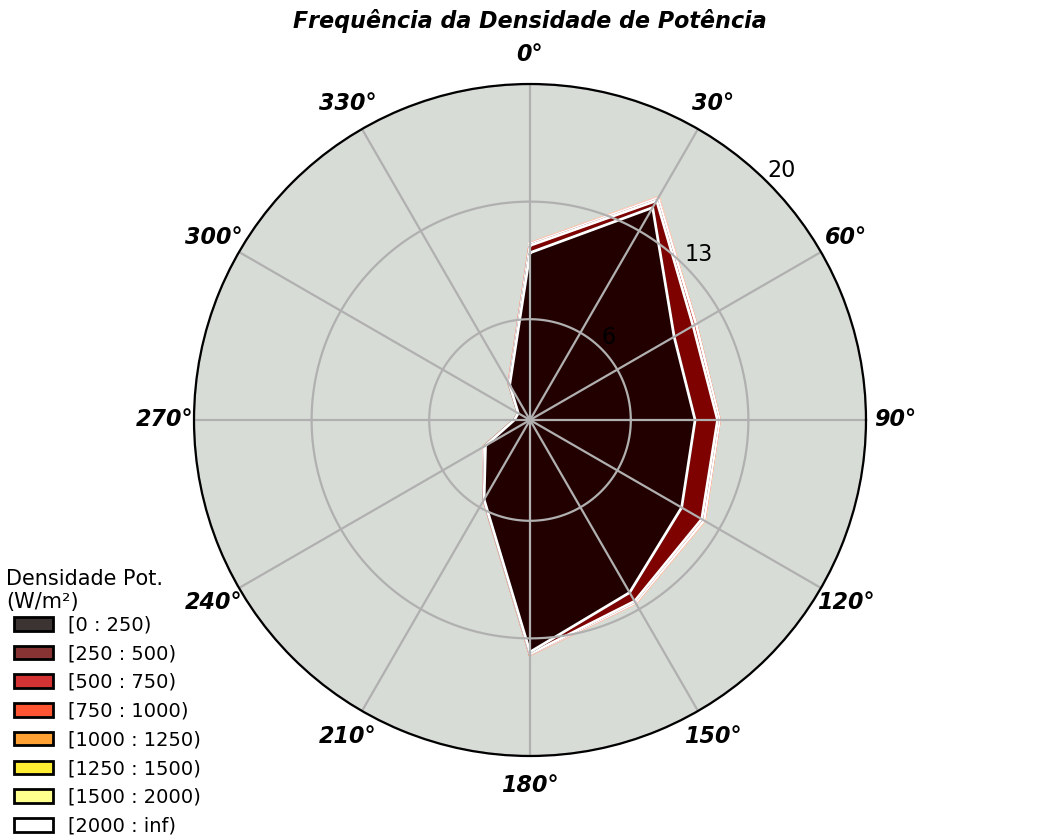 Frequência da Densidade de Potência
0°
330°
30°
20
300°
60°
13
6
270°
90°
240°
120°
210°
150°
180°
Densidade Pot.
(W/m²)
[0 : 250)
[250 : 500)
[500 : 750)
[750 : 1000)
[1000 : 1250)
[1250 : 1500)
[1500 : 2000)
[2000 : inf)